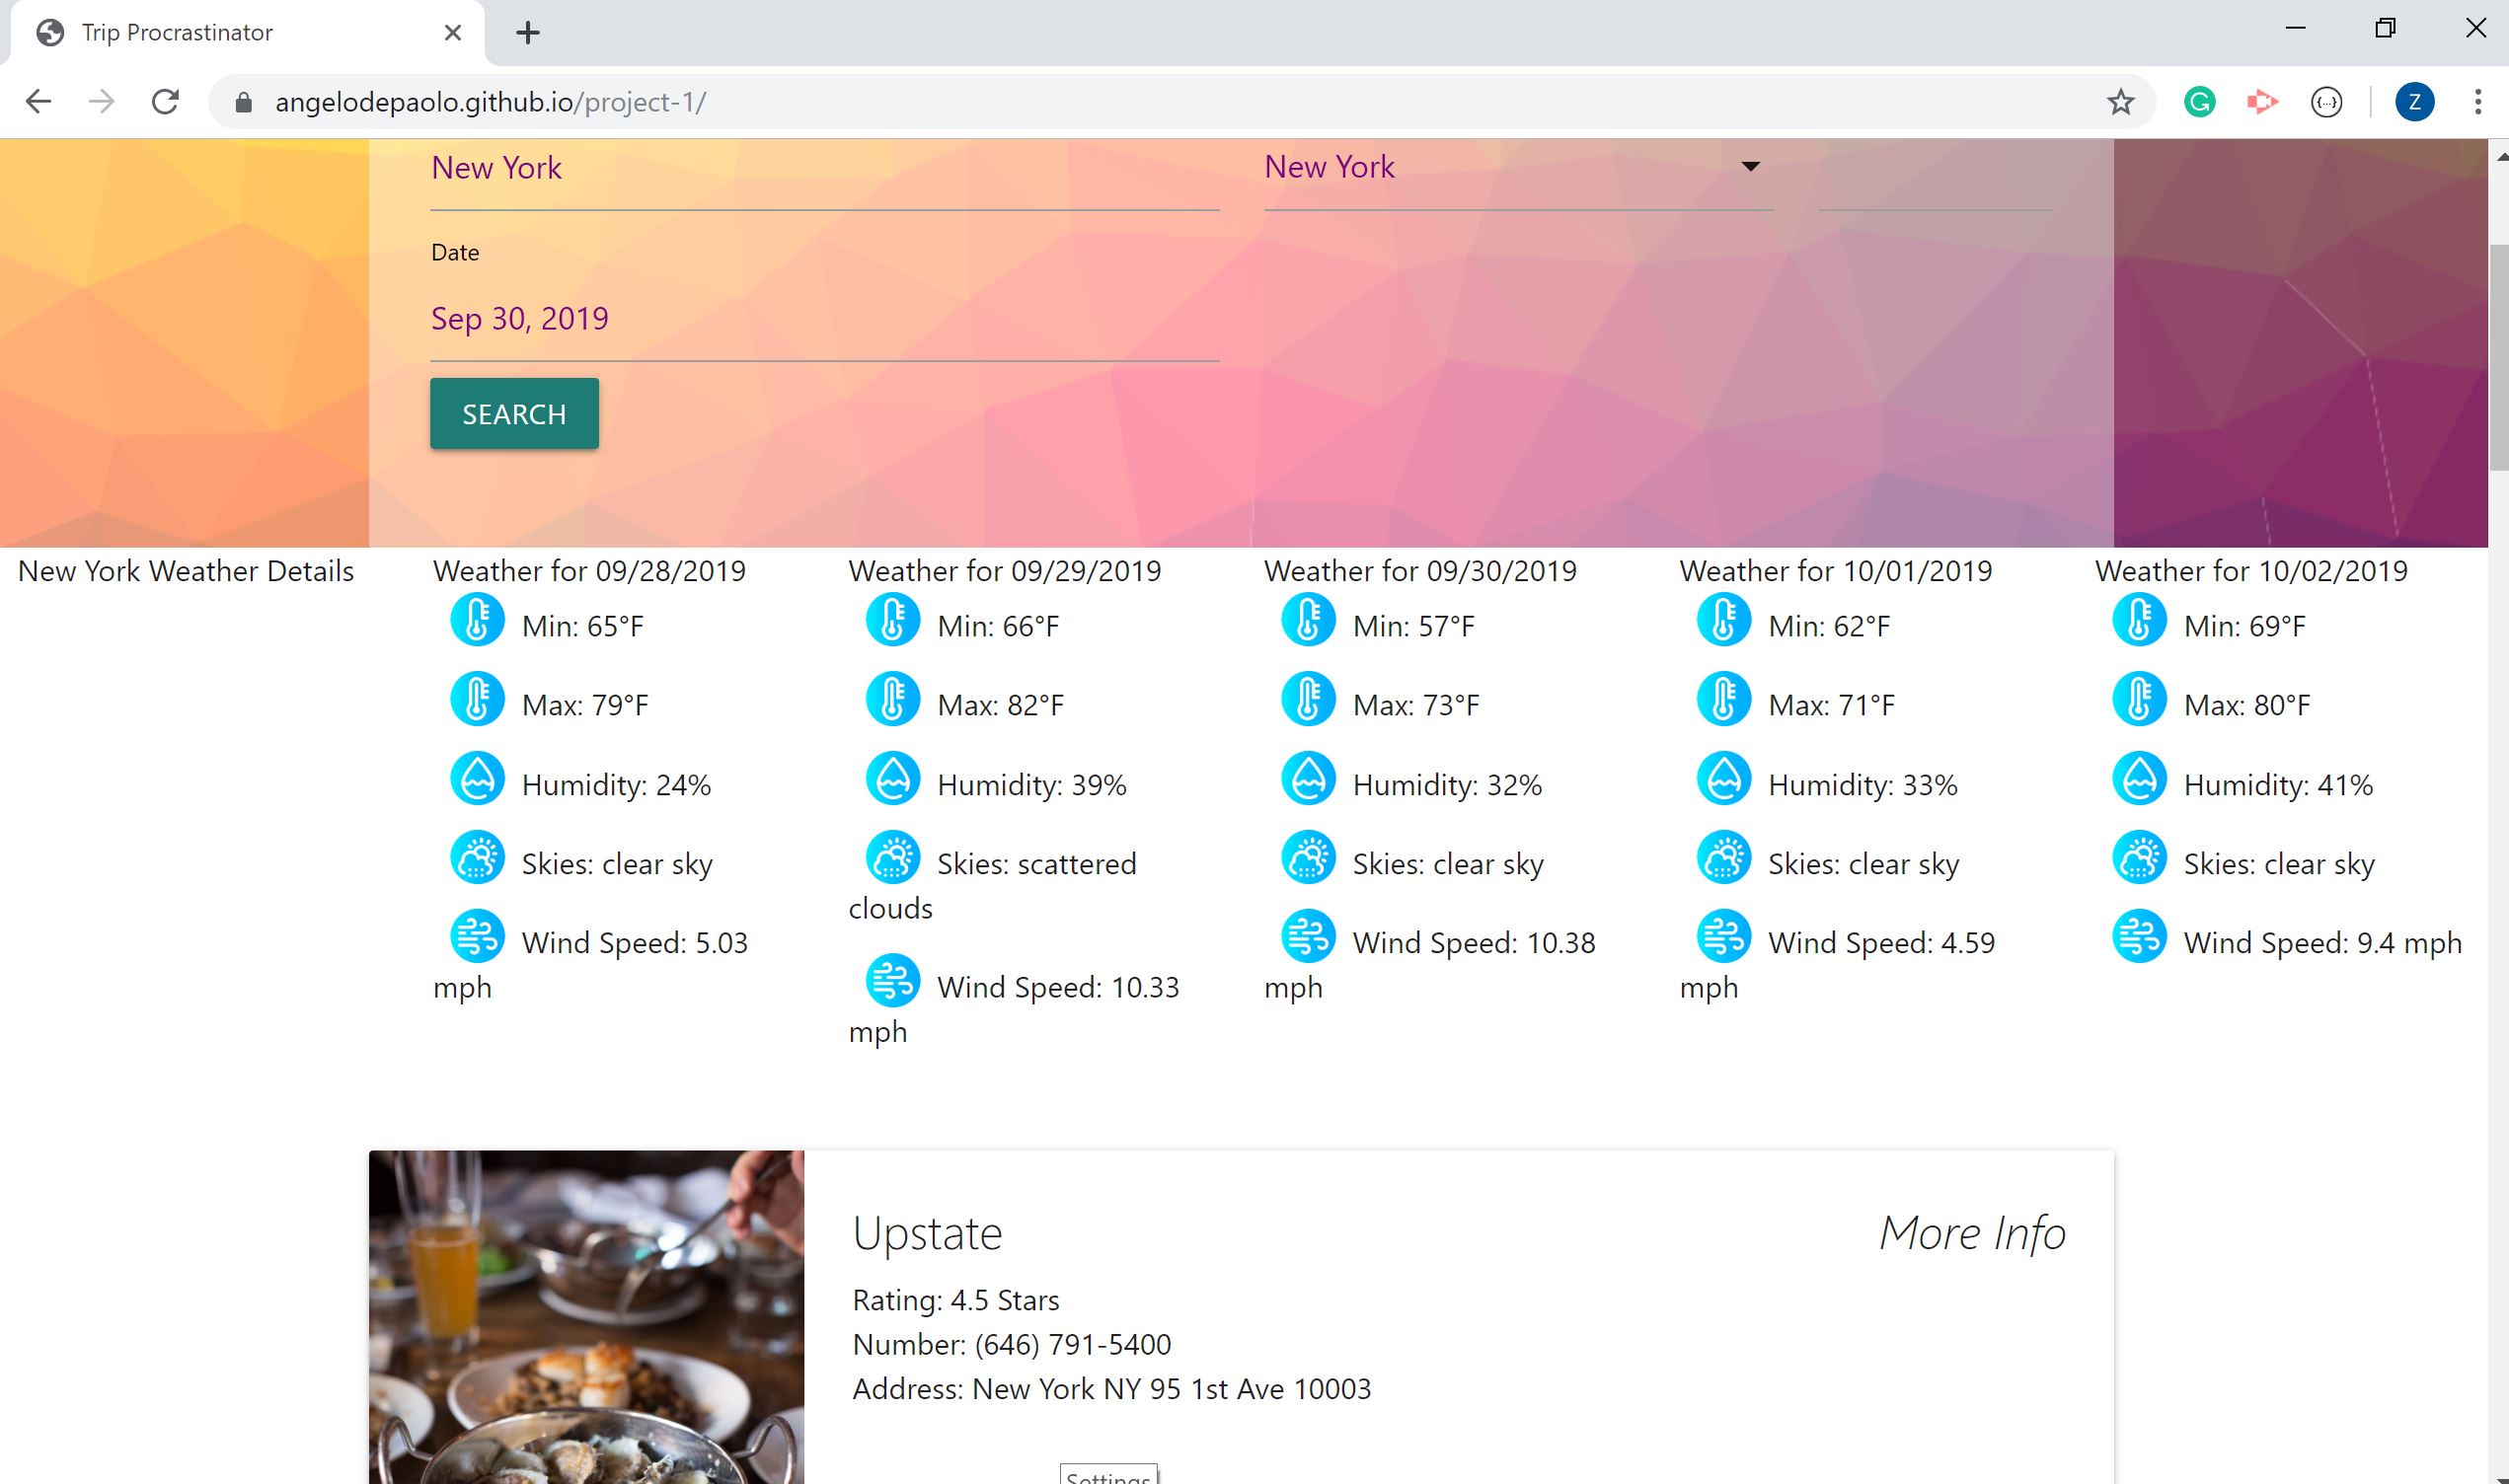 Trip Procrastinator
angelodepaolo.github.io/project-1/
G
{...}
Z
New York
New York
Date
Sep 30, 2019
SEARCH
New York Weather Details
Weather for 09/28/2019
Min: 65°F
Max: 79°F
Humidity: 24%
Skies: clear sky
Wind Speed: 5.03
mph
Weather for 09/29/2019
Min: 66°F
Max: 82°F
Humidity: 39%
Skies: scattered
clouds
Wind Speed: 10.33
mph
Weather for 09/30/2019
Min: 57°F
Max: 73°F
Humidity: 32%
Skies: clear sky
Wind Speed: 10.38
mph
Weather for 10/01/2019
Min: 62°F
Max: 71°F
Humidity: 33%
Skies: clear sky
Wind Speed: 4.59
mph
Weather for 10/02/2019
Min: 69°F
Max: 80°F
Humidity: 41%
Skies: clear sky
Wind Speed: 9.4 mph
Upstate
More Info
Rating: 4.5 Stars
Number: (646) 791-5400
Address: New York NY 95 1st Ave 10003
Settings